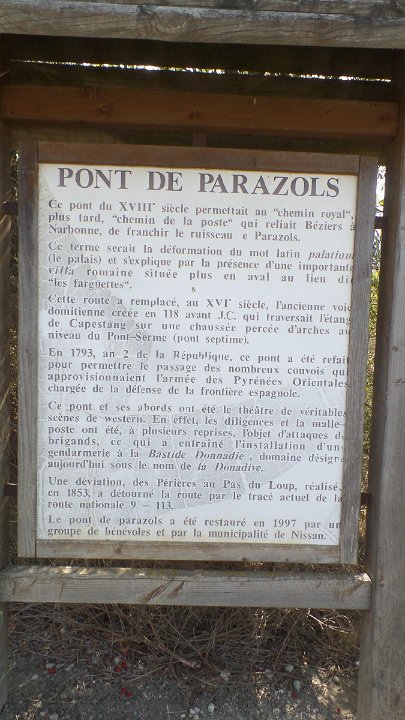 PONT DE PARAZOLS
Ce pont du XVIIIᵉ siècle permettait au "chemin royal",
plus tard, "chemin de la poste" qui reliait Béziers à
Narbonne, de franchir le ruisseau e Parazols.
Ce terme serait la déformation du mot latin palatium
(le palais) et s'explique par la présence d'une importante
villa romaine située plus en aval au lieu di
"les farguettes".
Cette route a remplacé, au XVIᵉ siècle, l'ancienne voie
domitienne créée en 118 avant J.C. qui traversait l'étang
de Capestang sur une chaussée percée d'arches au
niveau du Pont-Serme (pont septime).
En 1793, an 2 de la République, ce pont a été refait
pour permettre le passage des nombreux convois qui
approvisionnaient l'armée des Pyrénées Orientales
chargée de la défense de la frontière espagnole.
Ce pont et ses abords ont été le théâtre de véritables
scènes de western. En effet, les diligences et la malle-
poste ont été, à plusieurs reprises, l'objet d'attaques de
brigands, ce qui a entraîné l'installation d'un
gendarmerie à la Bastide Donnadie , domaine désigné
aujourd'hui sous le nom de la Donadive.
Une déviation, des Périères au Pas du Loup, réalisé
en 1853, a détourné la route par le tracé actuel de la
route nationale 9 - 113.
Le pont de parazols a été restauré en 1997 par un
groupe de bénévoles et par la municipalité de Nissan.